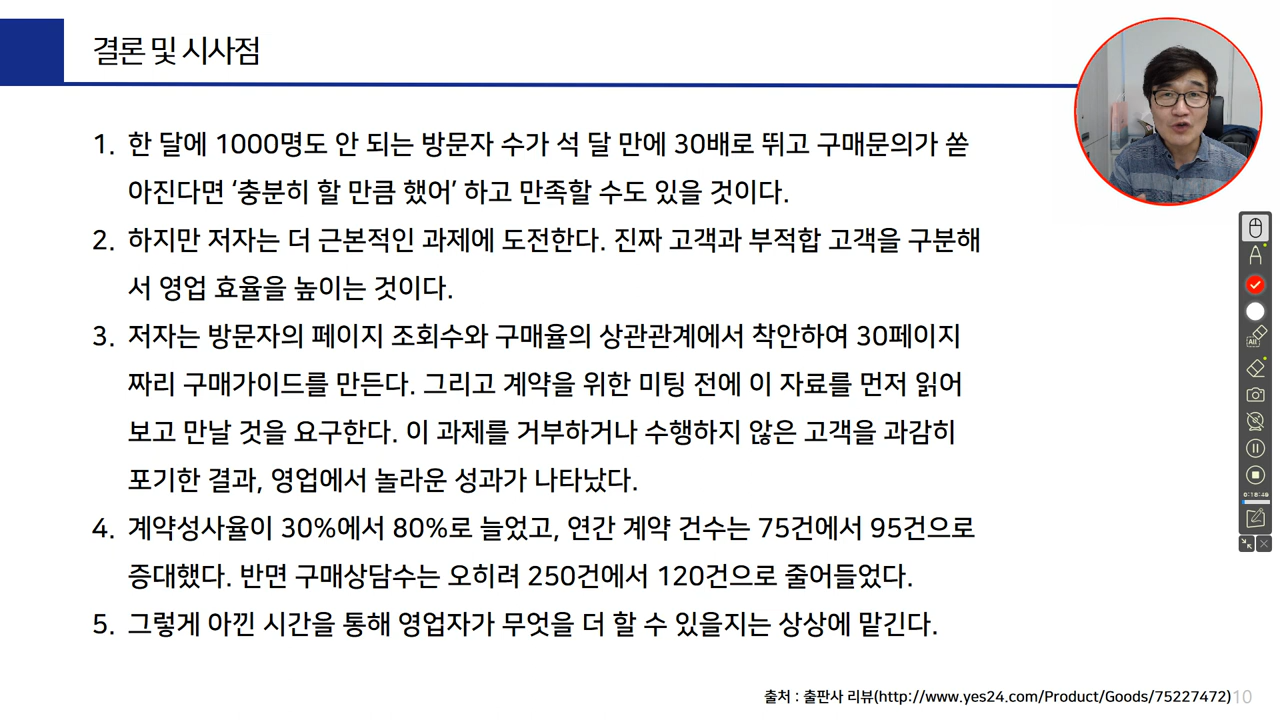 결론 및 시사점
1. 한 달에 1000명도 안 되는 방문자 수가 석 달 만에 30배로 뛰고 구매문의가 쏟
아진다면 ‘충분히 할 만큼 했어’ 하고 만족할 수도 있을 것이다.
2. 하지만 저자는 더 근본적인 과제에 도전한다. 진짜 고객과 부적합 고객을 구분해
서 영업 효율을 높이는 것이다.
3. 저자는 방문자의 페이지 조회수와 구매율의 상관관계에서 착안하여 30페이지
짜리 구매가이드를 만든다. 그리고 계약을 위한 미팅 전에 이 자료를 먼저 읽어
보고 만날 것을 요구한다. 이 과제를 거부하거나 수행하지 않은 고객을 과감히
포기한 결과, 영업에서 놀라운 성과가 나타났다.
4. 계약성사율이 30%에서 80%로 늘었고, 연간 계약 건수는 75건에서 95건으로
증대했다. 반면 구매상담수는 오히려 250건에서 120건으로 줄어들었다.
5. 그렇게 아낀 시간을 통해 영업자가 무엇을 더 할 수 있을지는 상상에 맡긴다.
출처 : 출판사 리뷰(http://www.yes24.com/Product/Goods/75227472)
10
A
All
0:18:48